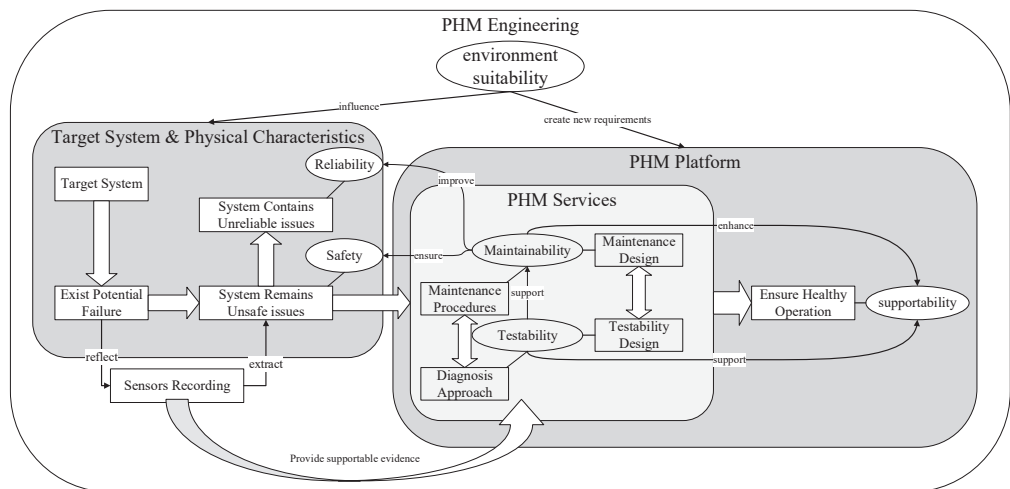 PHM Engineering
environment
suitability
influence
create new requirements
Target System & Physical Characteristics
PHM Platform
Reliability
Target System
improve
PHM Services
System Contains
Unreliable issues
enhance
Safety
ensure
Maintainability
Maintenance
Design
Exist Potential
Failure
System Remains
Unsafe issues
Maintenance
Procedures
support
Ensure Healthy
Operation
supportability
Testability
Testability
Design
reflect
extract
support
Sensors Recording
Diagnosis
Approach
Provide supportable evidence